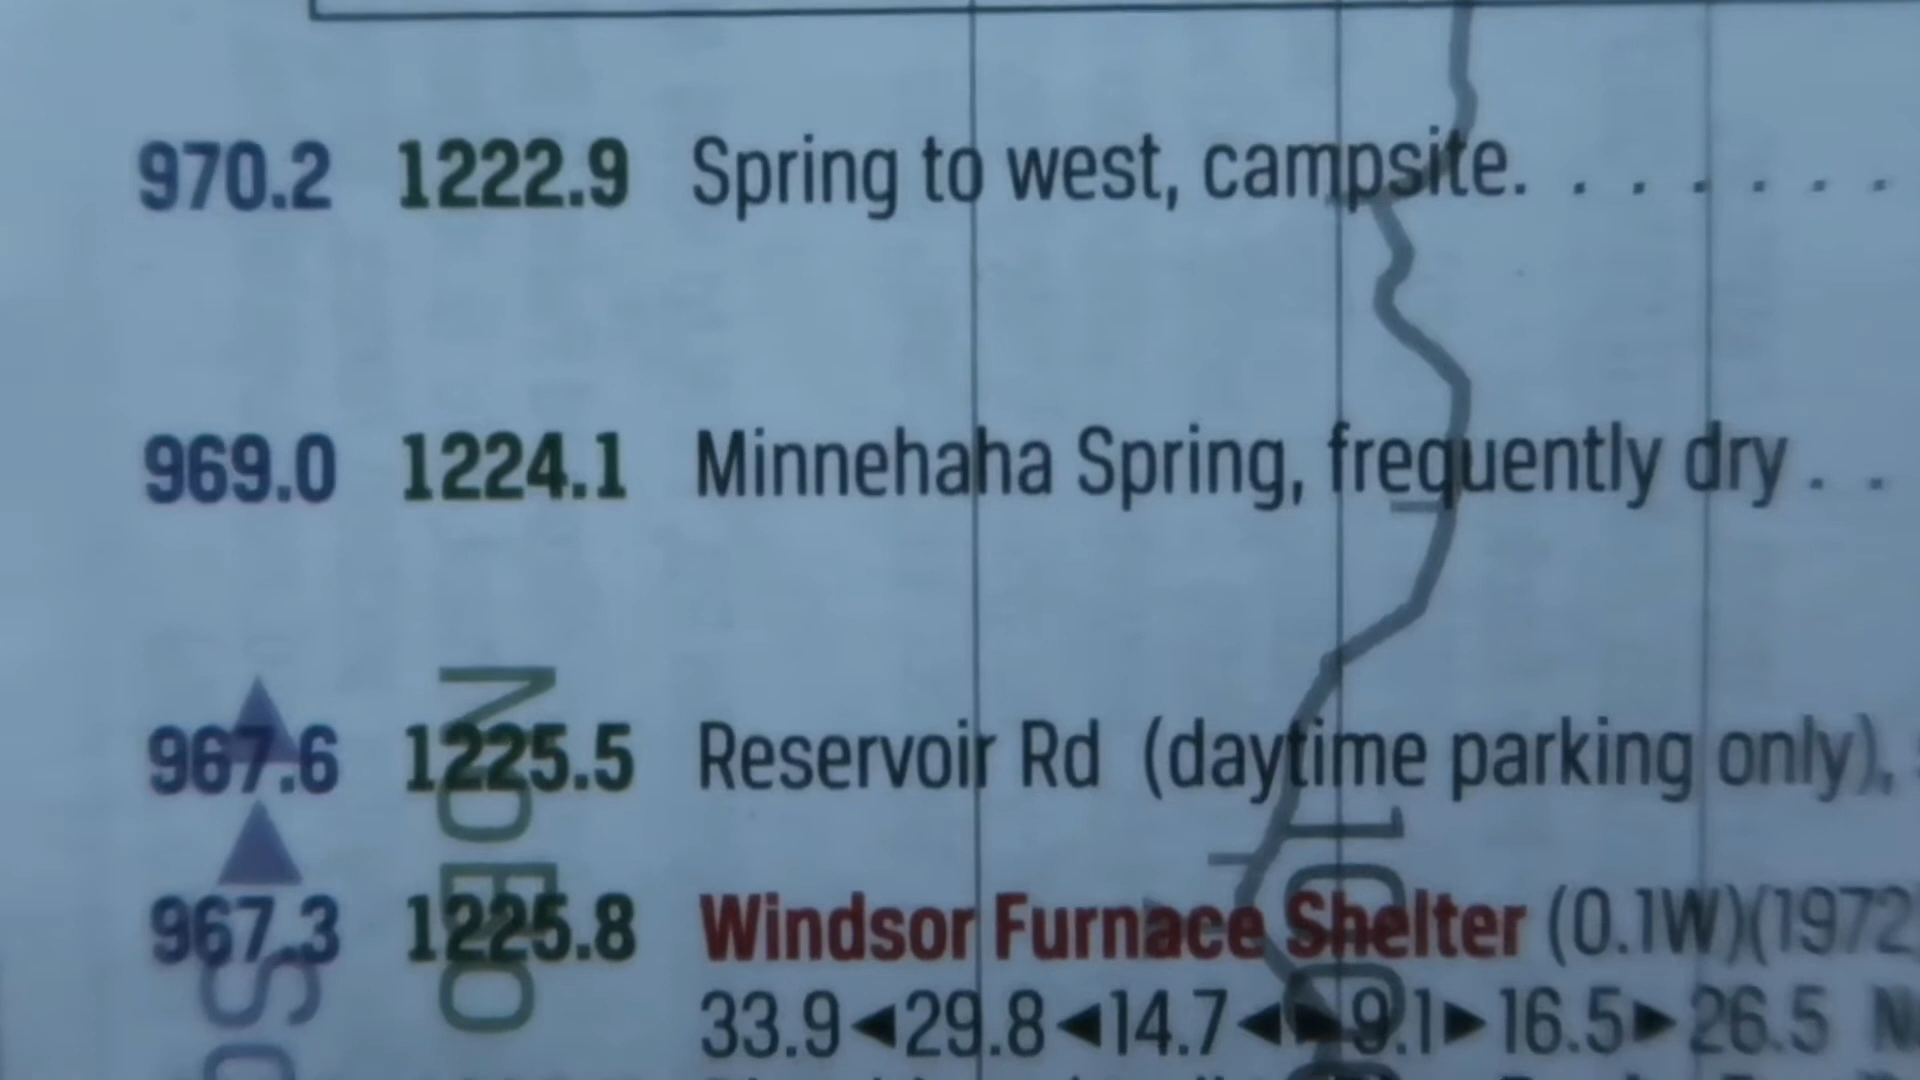 970.2 1222.9 Spring to west, campsite. . . . . . .
969.0 1224.1 Minnehaha Spring, frequently dry . .
967.6 1225.5 Reservoir Rd (daytime parking only),
967.3 1225.8 Windsor Furnace Shelter (0.1W)(1972
33.9◀29.8◀14.7◀▶9.1▶16.5▶26.5
NOBO